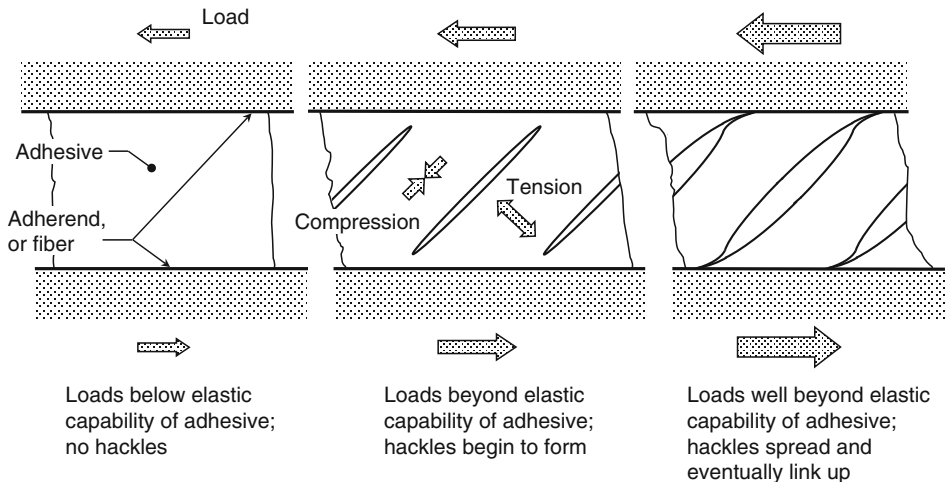 Load
Adhesive
Adherend,
or fiber
Compression
Tension
Loads below elastic
capability of adhesive;
no hackles
Loads beyond elastic
capability of adhesive;
hackles begin to form
Loads well beyond elastic
capability of adhesive;
hackles spread and
eventually link up